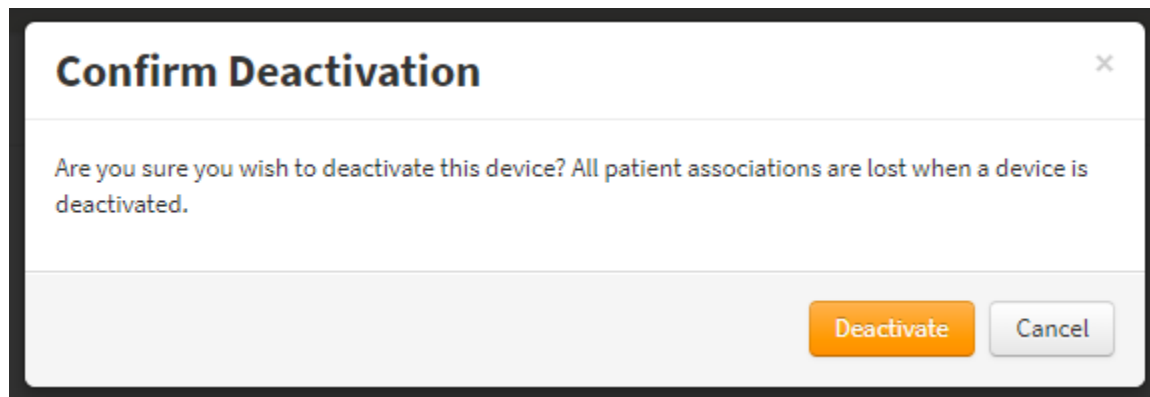 Confirm Deactivation
×
Are you sure you wish to deactivate this device? All patient associations are lost when a device is
deactivated.
Deactivate
Cancel